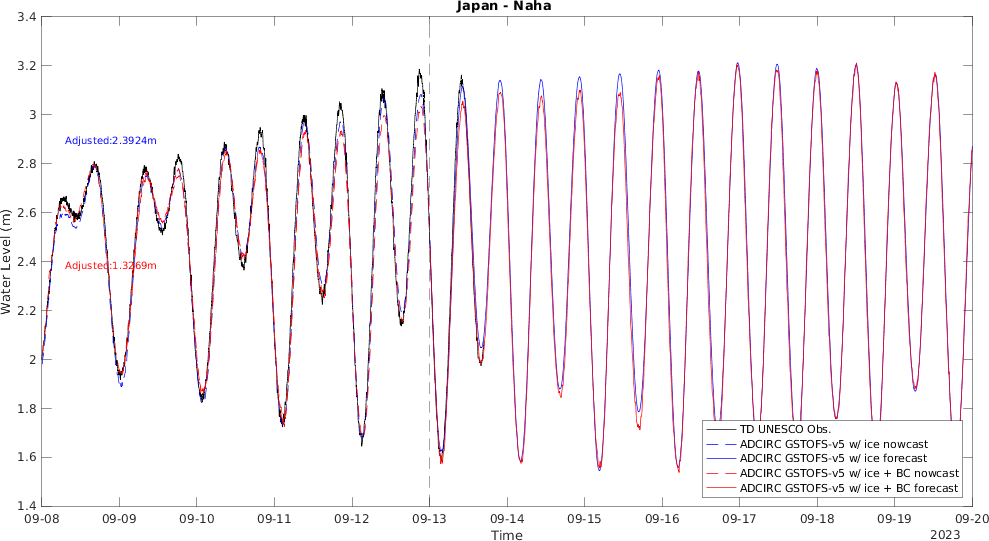 Japan - Naha
3.4
3.2
3
2.8
2.6
2.4
2.2
2
1.8
1.6
1.4
Water Level (m)
Adjusted:2.3924m
Adjusted:1.3269m
TD UNESCO Obs.
ADCIRC GSTOFS-v5 w/ ice nowcast
ADCIRC GSTOFS-v5 w/ ice forecast
ADCIRC GSTOFS-v5 w/ ice + BC nowcast
ADCIRC GSTOFS-v5 w/ ice + BC forecast
09-08 09-09 09-10 09-11 09-12 09-13 09-14 09-15 09-16 09-17 09-18 09-19 09-20
Time
2023